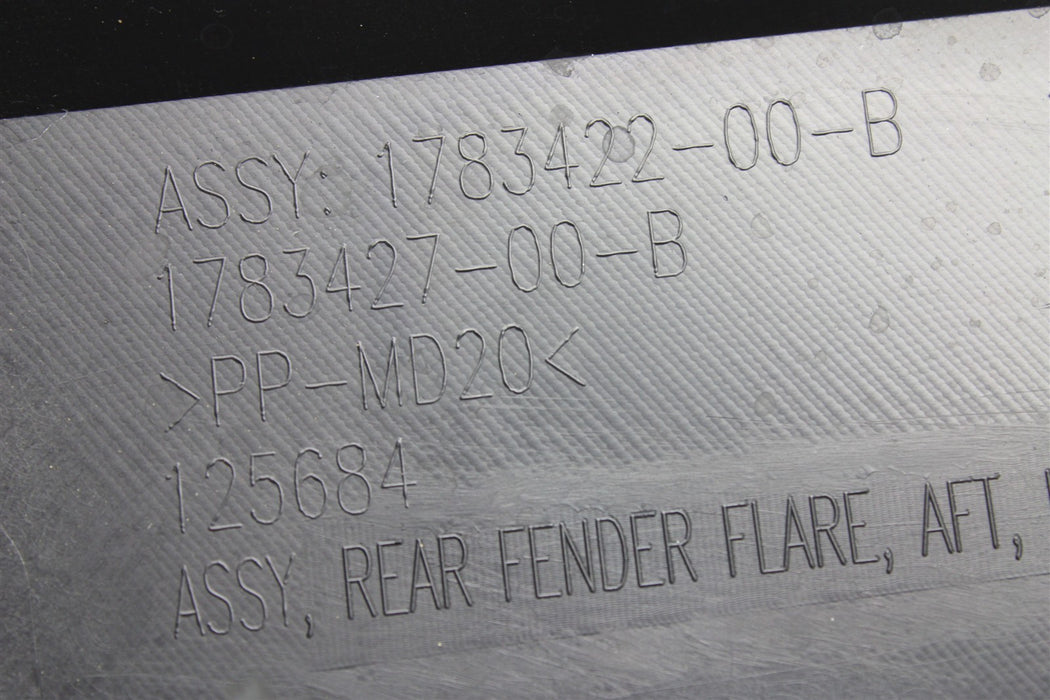 ASSY: 1783422-00-B
1783427-00-B
>PP-MD20<
125684
ASSY, REAR FENDER FLARE, AFT,